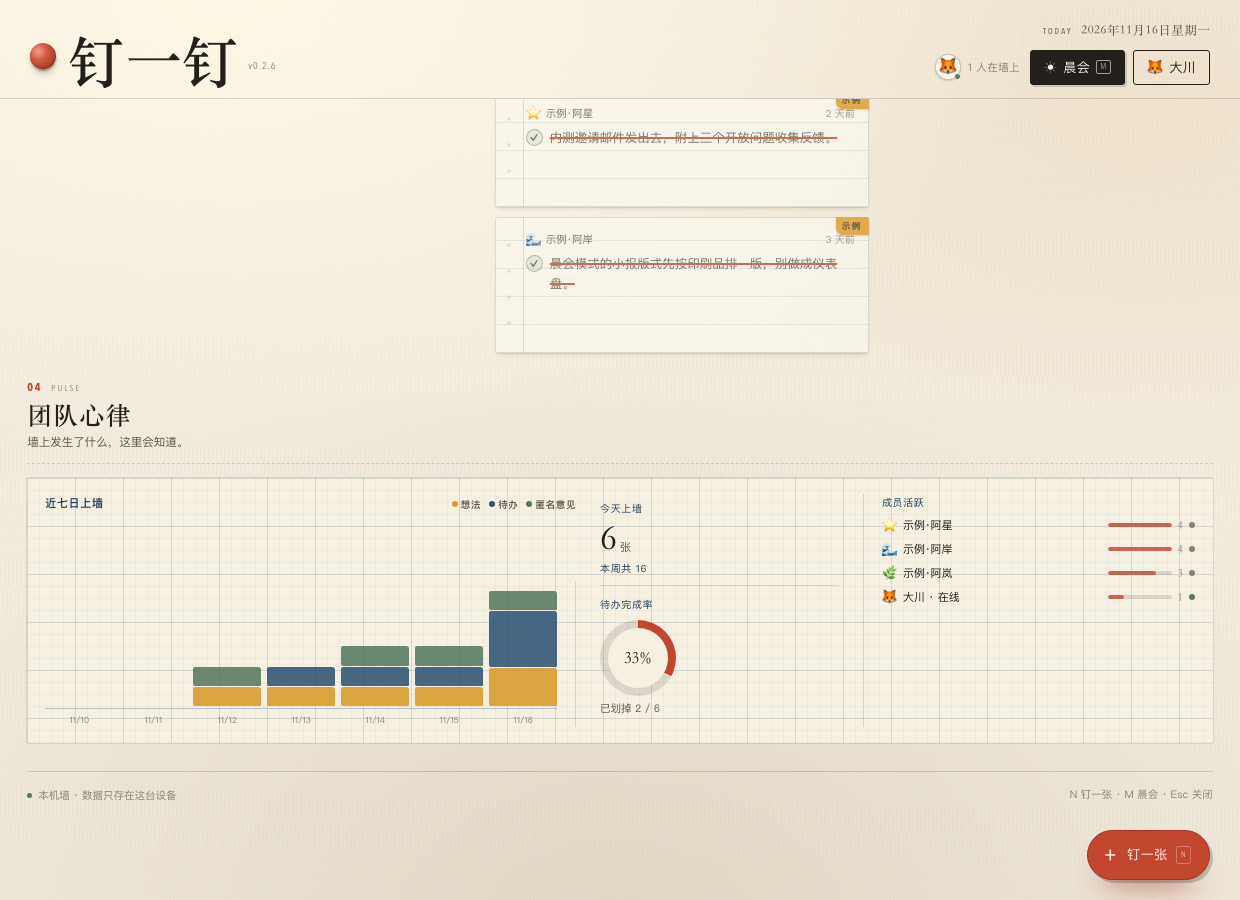 钉一钉 v0.2.6
TODAY 2026年11月16日星期一
1 人在墙上
晨会 M
大川
示例
示例·阿星 2 天前
内测邀请邮件发出去，附上三个开放问题收集反馈。
示例
示例·阿岸 3 天前
晨会模式的小报版式先按印刷品排一版，别做成仪表
盘。
04 PULSE
团队心律
墙上发生了什么，这里会知道。
近七日上墙
想法 待办 匿名意见
11/10 11/11 11/12 11/13 11/14 11/15 11/16
今天上墙
6 张
本周共 16
待办完成率
33%
已划掉 2 / 6
成员活跃
示例·阿星 4
示例·阿岸 4
示例·阿岚 3
大川 · 在线 1
本机墙 · 数据只存在这台设备
N 钉一张 · M 晨会 · Esc 关闭
+ 钉一张 N